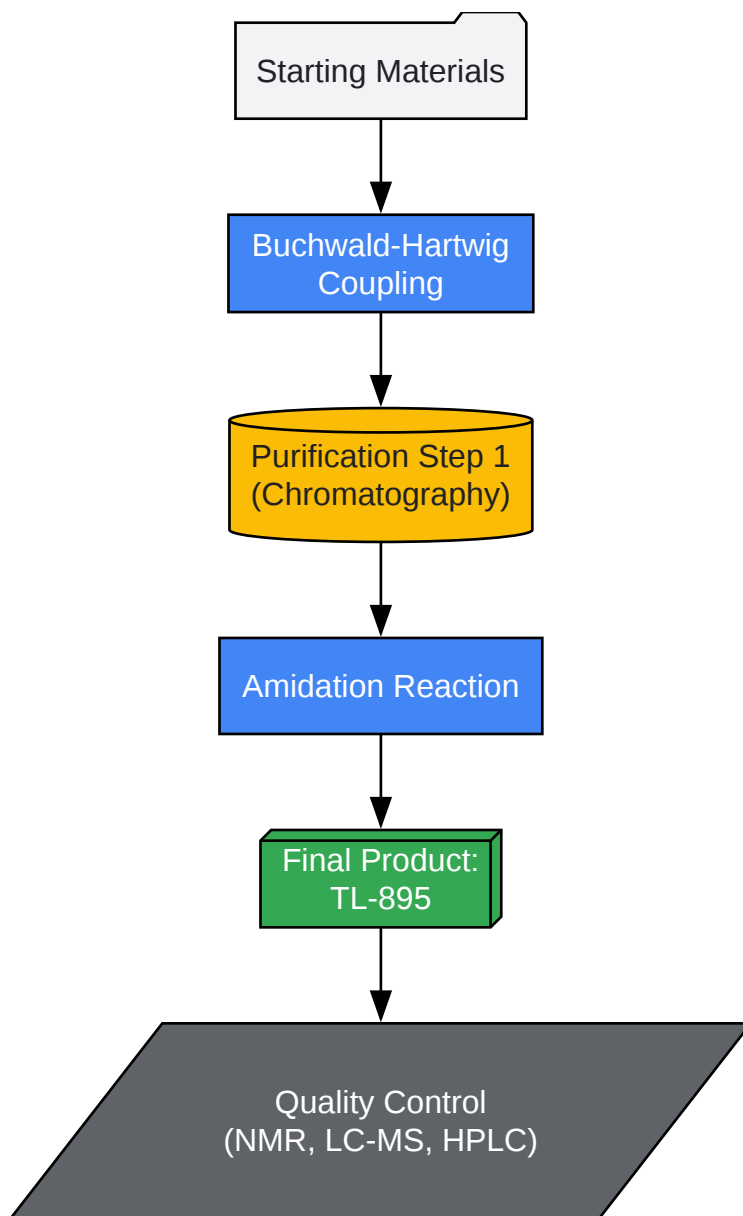 Starting Materials
Buchwald-Hartwig
Coupling
Purification Step 1
(Chromatography)
Amidation Reaction
Final Product:
TL-895
Quality Control
(NMR, LC-MS, HPLC)